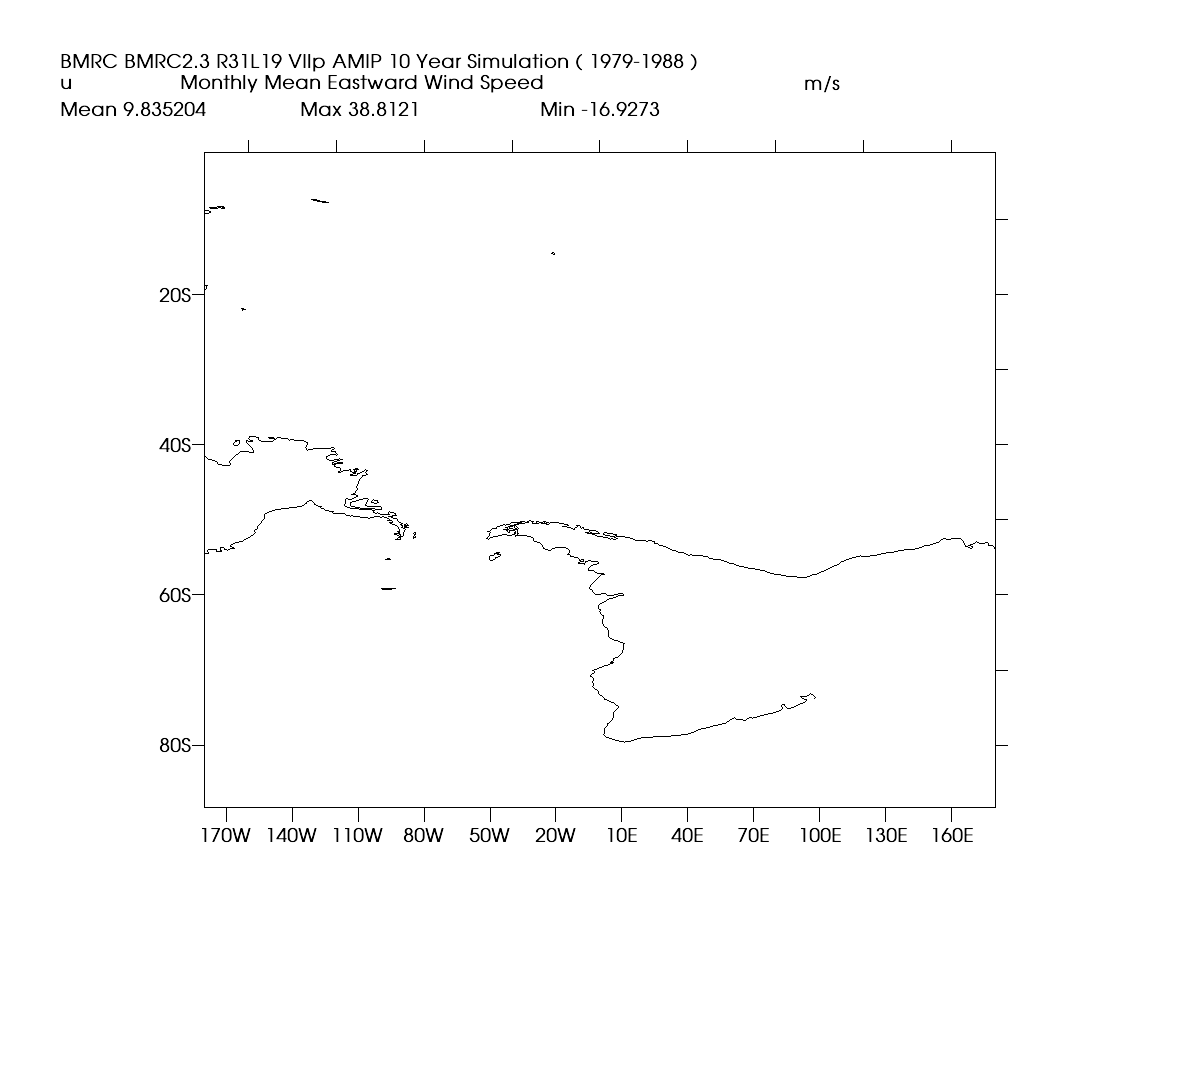 BMRC BMRC2.3 R31L19 VIIp AMIP 10 Year Simulation ( 1979-1988 )
u Monthly Mean Eastward Wind Speed m/s
Mean 9.835204 Max 38.8121 Min -16.9273
20S
40S
60S
80S
170W 140W 110W 80W 50W 20W 10E 40E 70E 100E 130E 160E